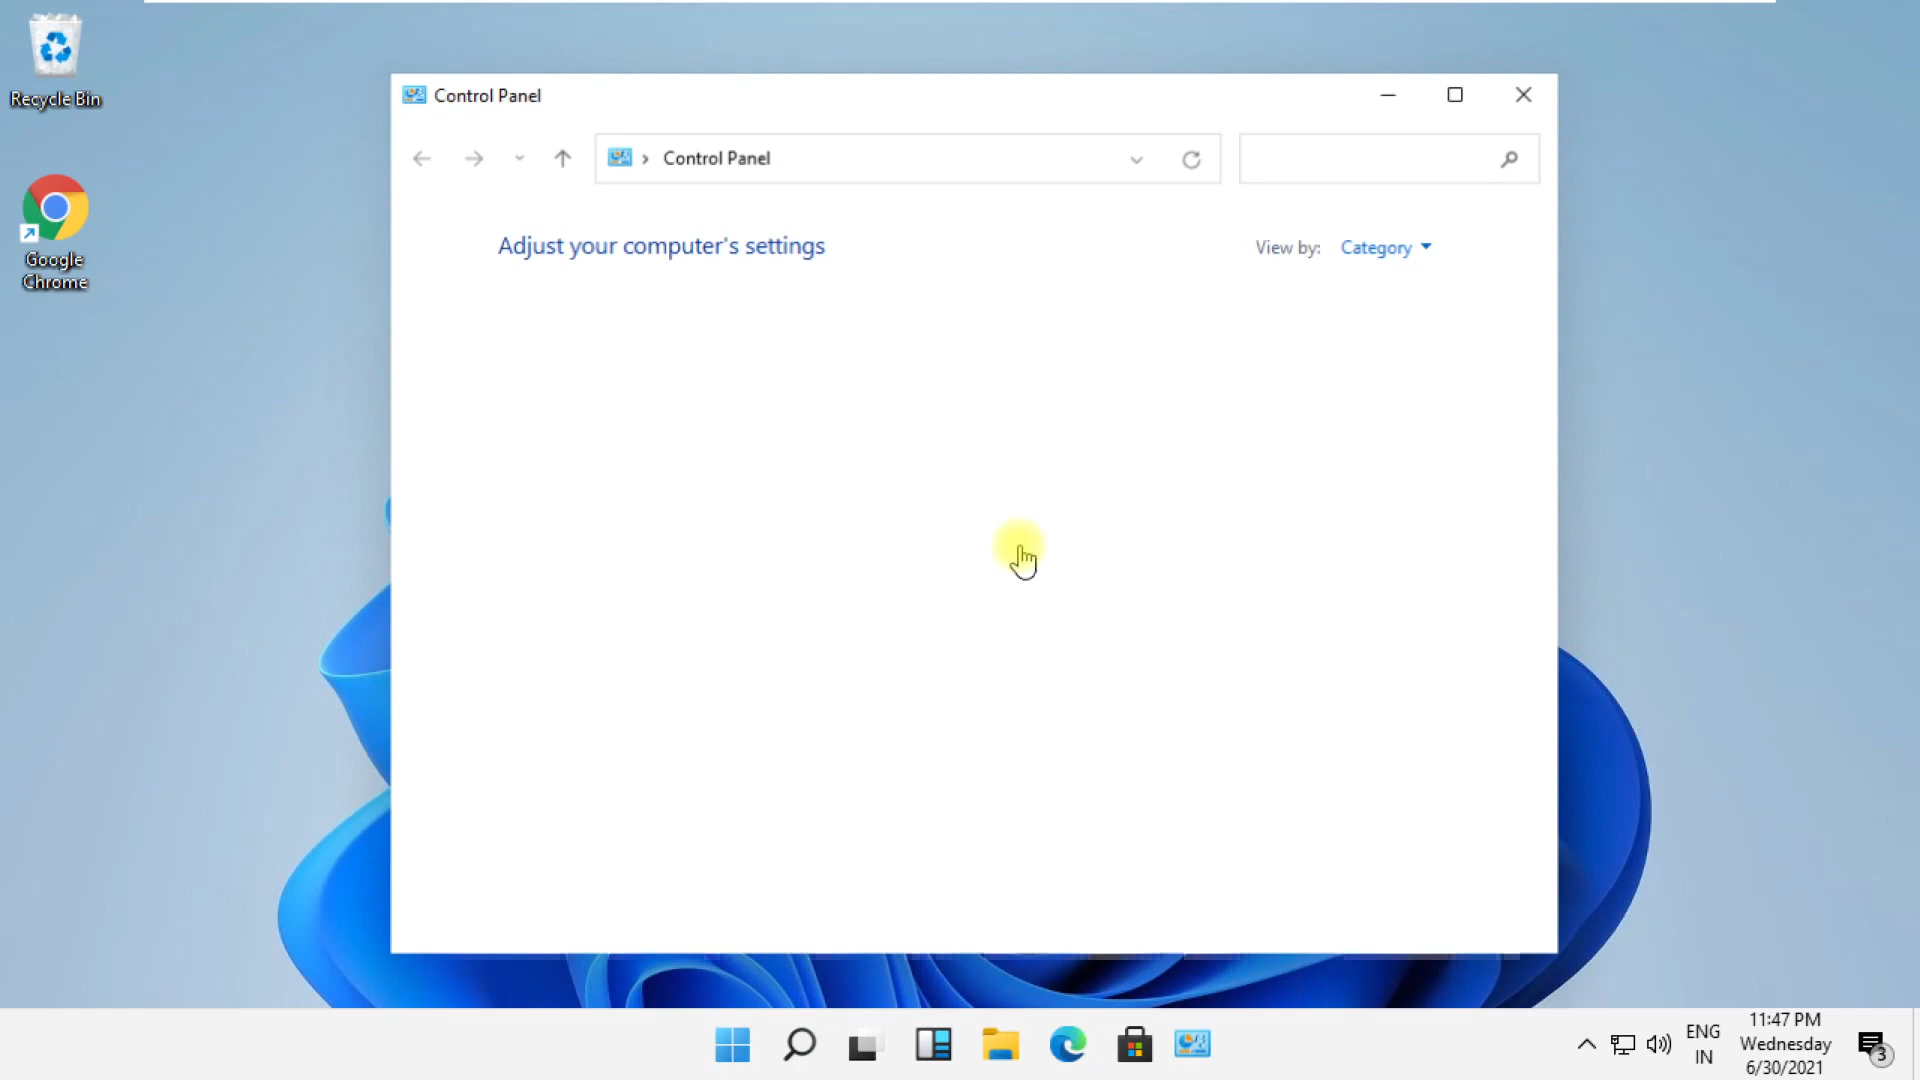 Recycle Bin
Google
Chrome
Control Panel
Control Panel
Adjust your computer's settings
View by: Category
ENG
IN
11:47 PM
Wednesday
6/30/2021
3